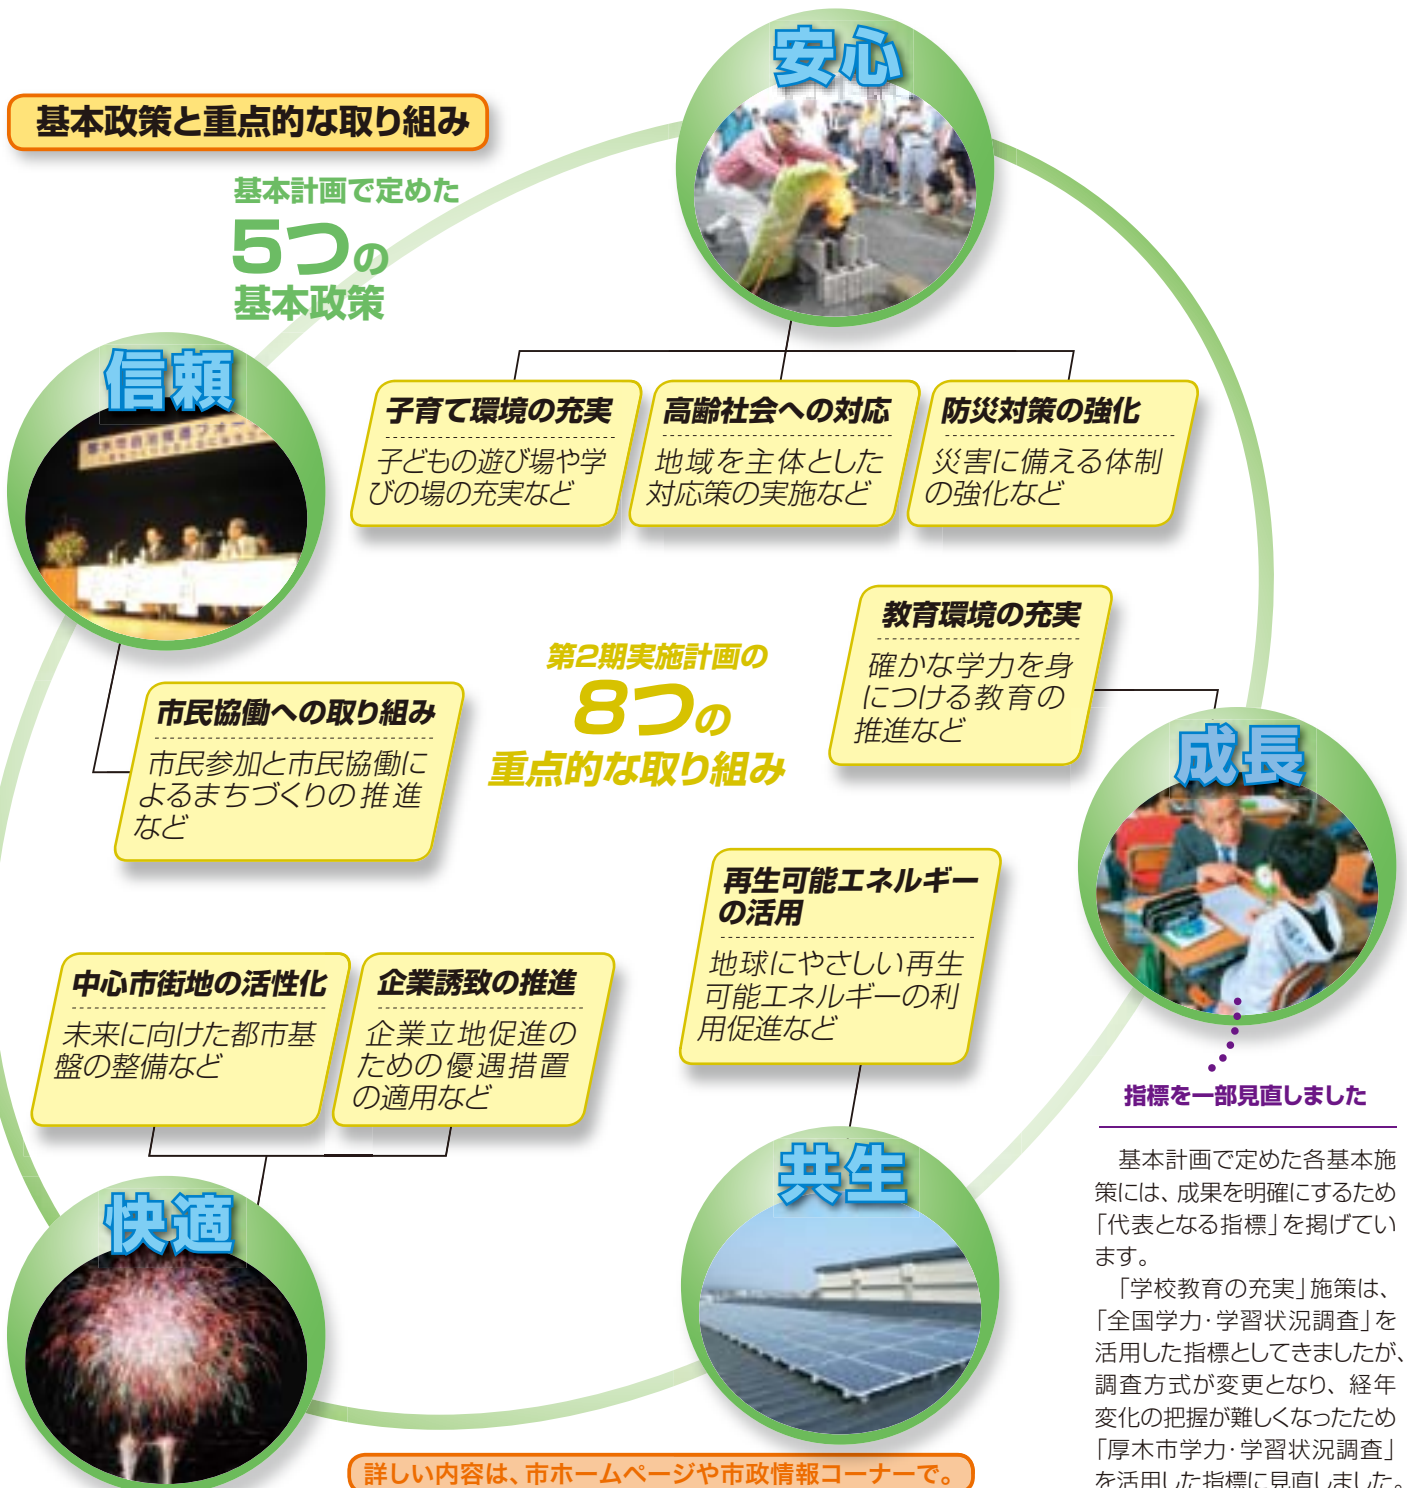 基本政策と重点的な取り組み
基本計画で定めた
5つの
基本政策
安心
子育て環境の充実
子どもの遊び場や学
びの場の充実など
高齢社会への対応
地域を主体とした
対応策の実施など
防災対策の強化
災害に備える体制
の強化など
信頼
市民協働への取り組み
市民参加と市民協働に
よるまちづくりの推進
など
第2期実施計画の
8つの
重点的な取り組み
教育環境の充実
確かな学力を身
につける教育の
推進など
成長
再生可能エネルギー
の活用
地球にやさしい再生
可能エネルギーの利
用促進など
共生
中心市街地の活性化
未来に向けた都市基
盤の整備など
企業誘致の推進
企業立地促進の
ための優遇措置
の適用など
快適
指標を一部見直しました
基本計画で定めた各基本施
策には、成果を明確にするため
「代表となる指標」を掲げてい
ます。
「学校教育の充実」施策は、
「全国学力・学習状況調査」を
活用した指標としてきましたが、
調査方式が変更となり、経年
変化の把握が難しくなったため
「厚木市学力・学習状況調査」
を活用した指標に見直しました。
詳しい内容は、市ホームページや市政情報コーナーで。